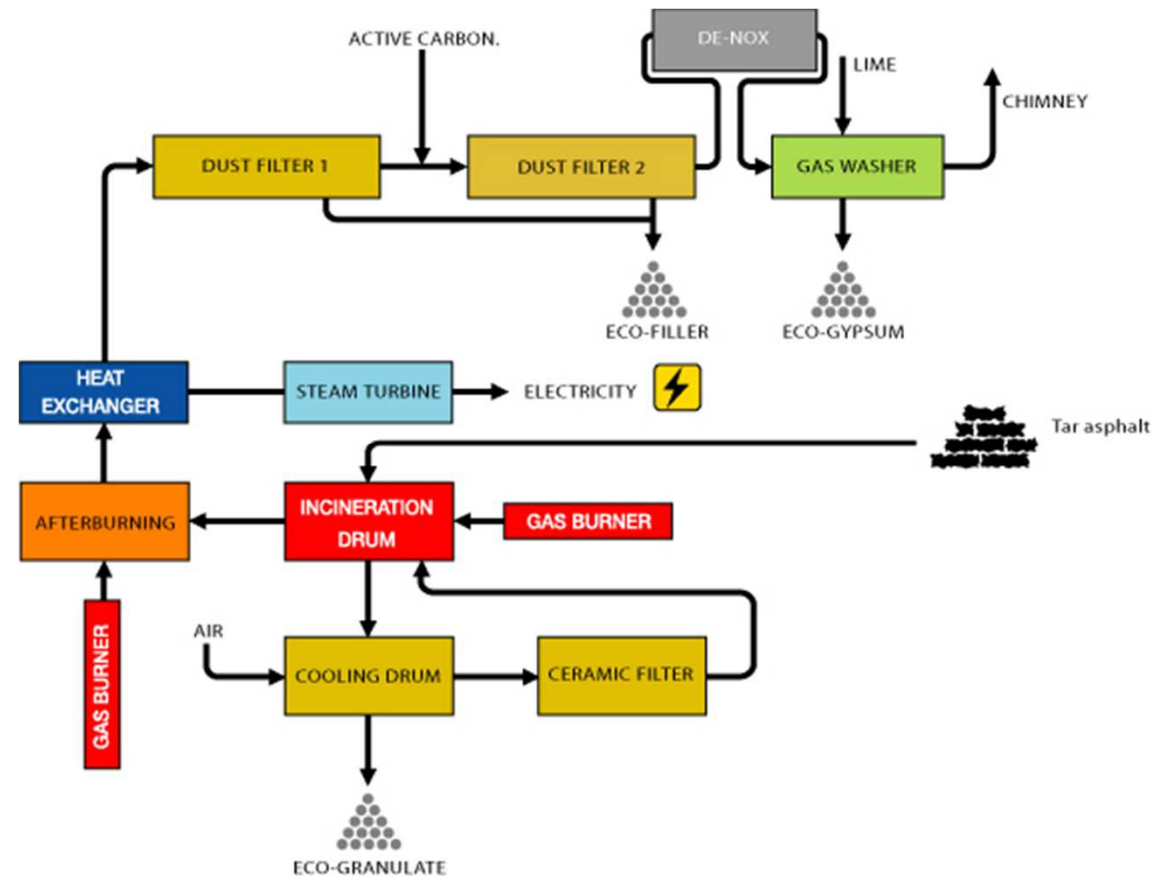 DE-NOX
ACTIVE CARBON.
LIME
CHIMNEY
DUST FILTER 1
DUST FILTER 2
GAS WASHER
ECO-FILLER
ECO-GYPSUM
HEAT
EXCHANGER
STEAM TURBINE
ELECTRICITY
Tar asphalt
AFTERBURNING
INCINERATION
DRUM
GAS BURNER
GAS BURNER
AIR
COOLING DRUM
CERAMIC FILTER
ECO-GRANULATE